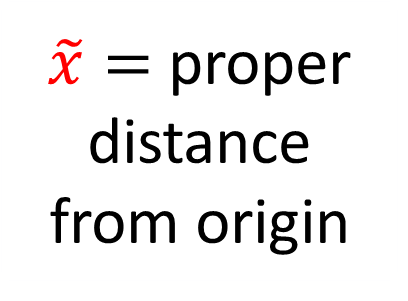 x̃ = proper
distance
from origin